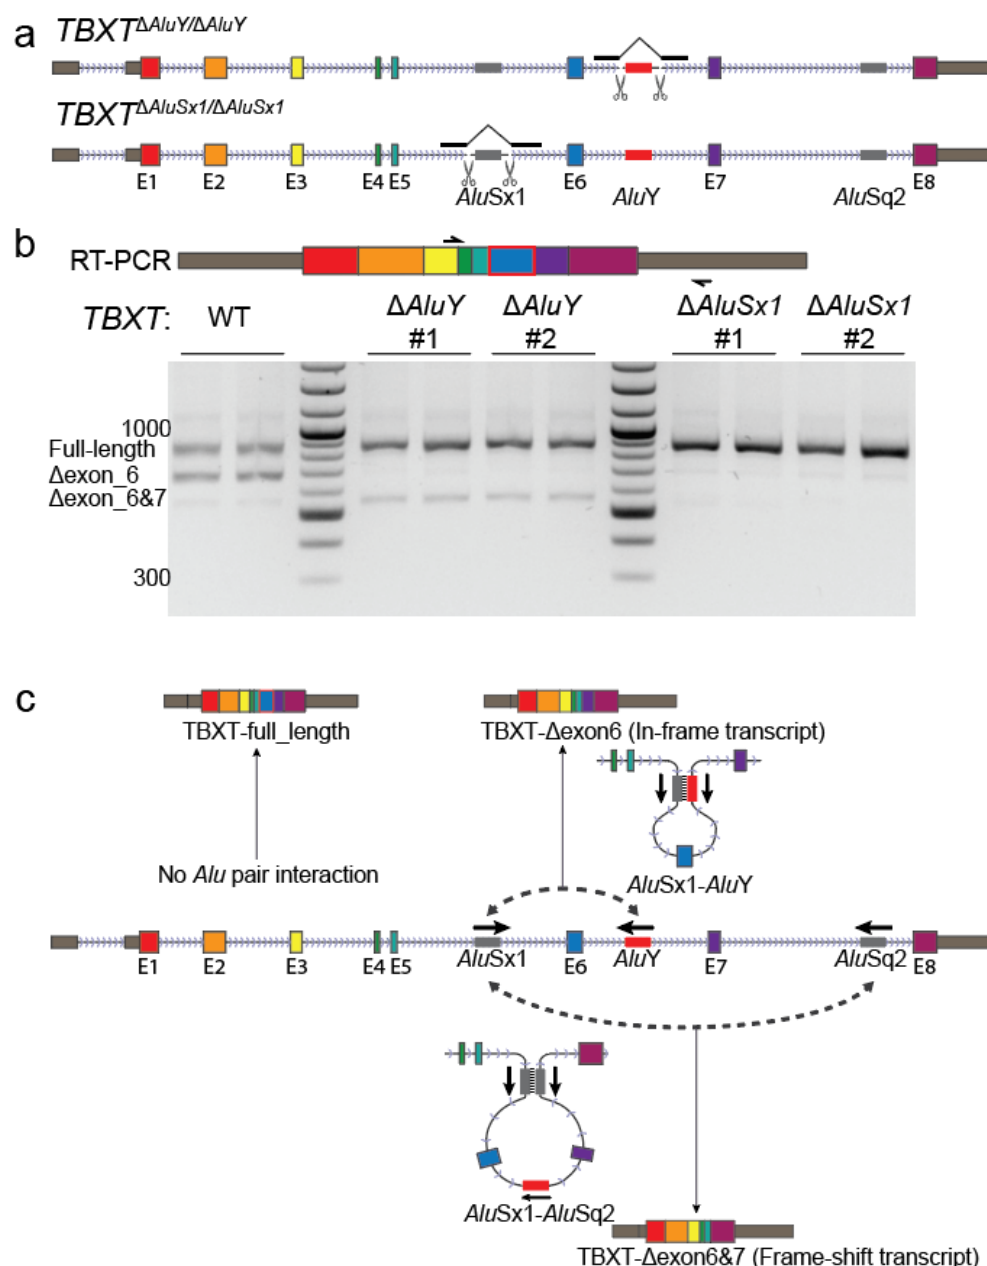 a
TBXTΔAluY/ΔAluY
TBXTΔAluSx1/ΔAluSx1
E1 E2 E3 E4 E5 AluSx1 E6 AluY E7 AluSq2 E8
b
RT-PCR
TBXT: WT ΔAluY #1 ΔAluY #2 ΔAluSx1 #1 ΔAluSx1 #2
1000
Full-length
Δexon_6
Δexon_6&7
300
c
TBXT-full_length
TBXT-Δexon6 (In-frame transcript)
No Alu pair interaction
AluSx1-AluY
E1 E2 E3 E4 E5 AluSx1 E6 AluY E7 AluSq2 E8
AluSx1-AluSq2
TBXT-Δexon6&7 (Frame-shift transcript)